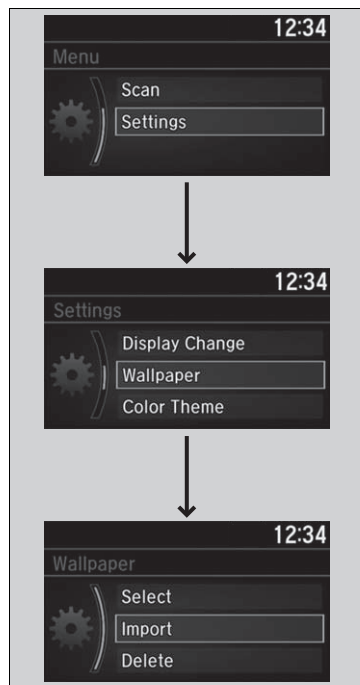 12:34
Menu
Scan
Settings
12:34
Settings
Display Change
Wallpaper
Color Theme
12:34
Wallpaper
Select
Import
Delete